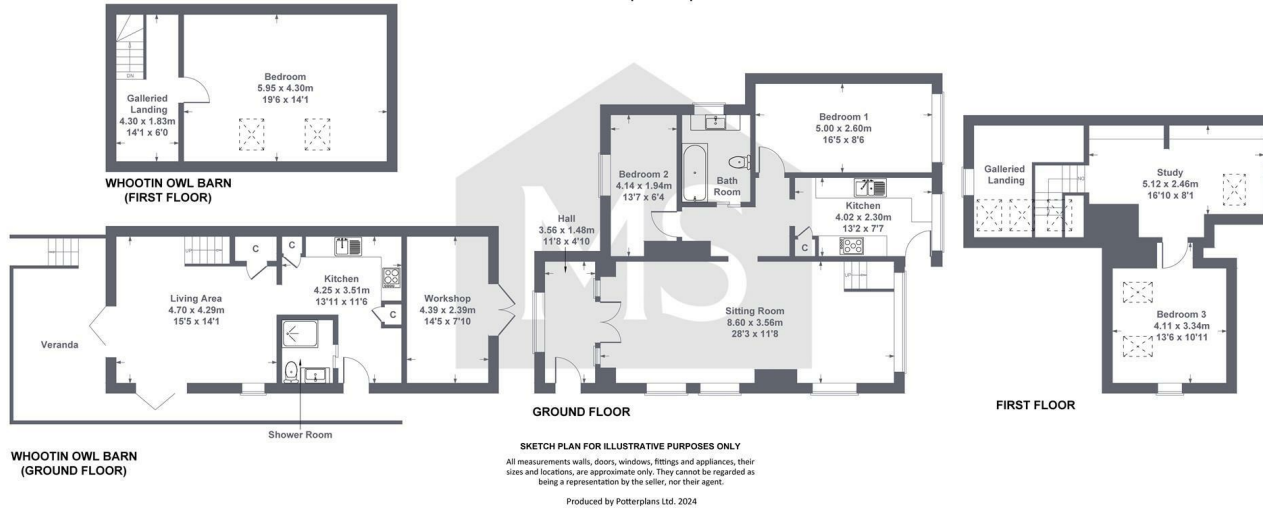 DN
Galleried
Landing
4.30 x 1.83m
14'1 x 6'0
Bedroom
5.95 x 4.30m
19'6 x 14'1
WHOOTIN OWL BARN
(FIRST FLOOR)
Veranda
Living Area
4.70 x 4.29m
15'5 x 14'1
UP
C
C
Kitchen
4.25 x 3.51m
13'11 x 11'6
C
Workshop
4.39 x 2.39m
14'5 x 7'10
Shower Room
WHOOTIN OWL BARN
(GROUND FLOOR)
Hall
3.56 x 1.48m
11'8 x 4'10
Bedroom 2
4.14 x 1.94m
13'7 x 6'4
Bath
Room
Bedroom 1
5.00 x 2.60m
16'5 x 8'6
Kitchen
4.02 x 2.30m
13'2 x 7'7
C
UP
Sitting Room
8.60 x 3.56m
28'3 x 11'8
MS
GROUND FLOOR
Galleried
Landing
DN
Study
5.12 x 2.46m
16'10 x 8'1
Bedroom 3
4.11 x 3.34m
13'6 x 10'11
FIRST FLOOR
SKETCH PLAN FOR ILLUSTRATIVE PURPOSES ONLY
All measurements walls, doors, windows, fittings and appliances, their
sizes and locations, are approximate only. They cannot be regarded as
being a representation by the seller, nor their agent.
Produced by Potterplans Ltd. 2024